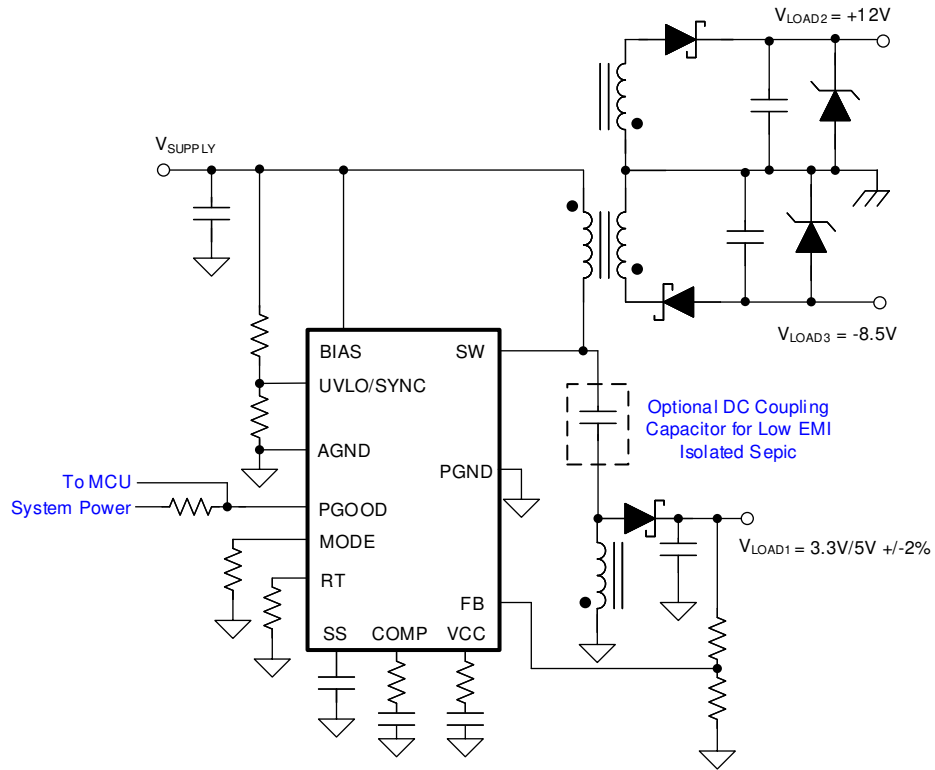 VLOAD2 = +12V
VSUPPLY
VLOAD3 = -8.5V
BIAS
SW
UVLO/SYNC
Optional DC Coupling
Capacitor for Low EMI
Isolated Sepic
AGND
PGND
To MCU
System Power
PGOOD
MODE
VLOAD1 = 3.3V/5V +/-2%
RT
FB
SS
COMP
VCC